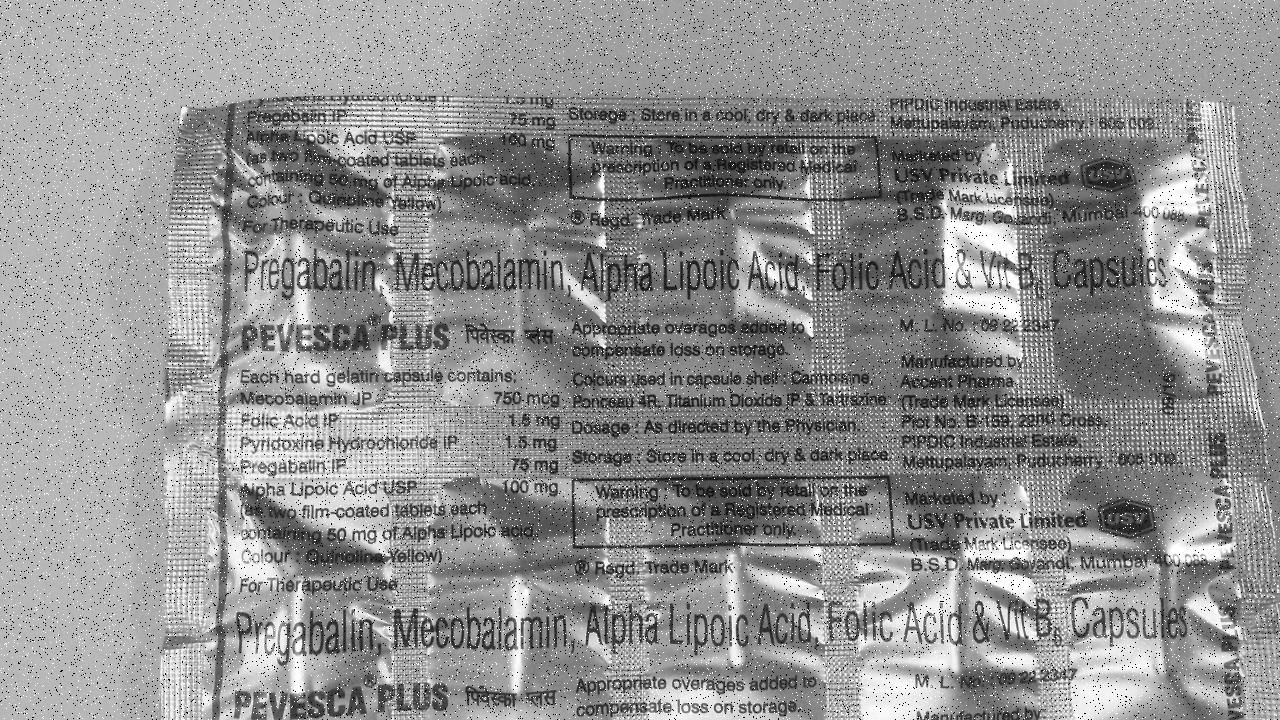 1.5 mg
Pregabalin IP 75 mg
Alpha Lipoic Acid USP 100 mg
(as two film-coated tablets each
containing 50 mg of Alpha Lipoic acid
Colour : Quinoline Yellow)
For Therapeutic Use
Storage : Store in a cool, dry & dark place.
Warning : To be sold by retail on the
prescription of a Registered Medical
Practitioner only.
® Regd. Trade Mark
PIPDIC Industrial Estate,
Mettupalayam, Puducherry : 605 009.
Marketed by :
USV Private Limited
USV
(Trade Mark Licensee)
B.S.D. Marg, Govandi, Mumbai 400 088.
Pregabalin, Mecobalamin, Alpha Lipoic Acid, Folic Acid & Vit B6 Capsules
PEVESCA® PLUS पिवेस्का प्लस
Each hard gelatin capsule contains:
Mecobalamin JP 750 mcg
Folic Acid IP 1.5 mg
Pyridoxine Hydrochloride IP 1.5 mg
Pregabalin IP 75 mg
Alpha Lipoic Acid USP 100 mg
(as two film-coated tablets each
containing 50 mg of Alpha Lipoic acid
Colour : Quinoline Yellow)
For Therapeutic Use
Appropriate overages added to
compensate loss on storage.
Colours used in capsule shell : Carmoisine,
Ponceau 4R, Titanium Dioxide IP & Tartrazine
Dosage : As directed by the Physician.
Storage : Store in a cool, dry & dark place.
Warning : To be sold by retail on the
prescription of a Registered Medical
Practitioner only.
® Regd. Trade Mark
M. L. No. : 09 22 2347
Manufactured by
Accent Pharma
(Trade Mark Licensee)
Plot No. B-159, 22nd Cross,
PIPDIC Industrial Estate,
Mettupalayam, Puducherry : 605 009.
Marketed by :
USV Private Limited
USV
(Trade Mark Licensee)
B.S.D. Marg, Govandi, Mumbai 400 088.
Pregabalin, Mecobalamin, Alpha Lipoic Acid, Folic Acid & Vit B6 Capsules
PEVESCA® PLUS पिवेस्का प्लस
Appropriate overages added to
compensate loss on storage.
M. L. No. : 09 22 2347
Manufactured by
PEVESCA PLUS
PEVESCA PLUS
PEVESCA PLUS
PEVESCA PLUS